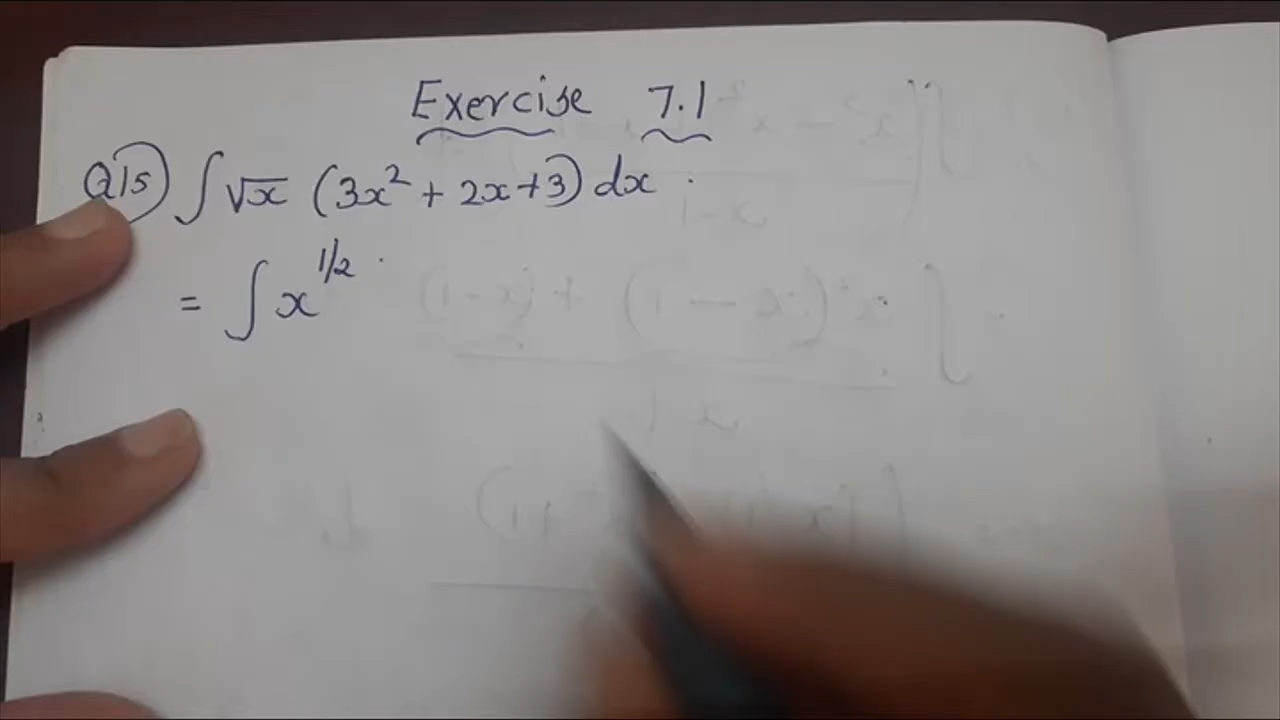 Exercise 7.1
Q15) ∫ √x (3x² + 2x + 3) dx .
= ∫ x^1/2